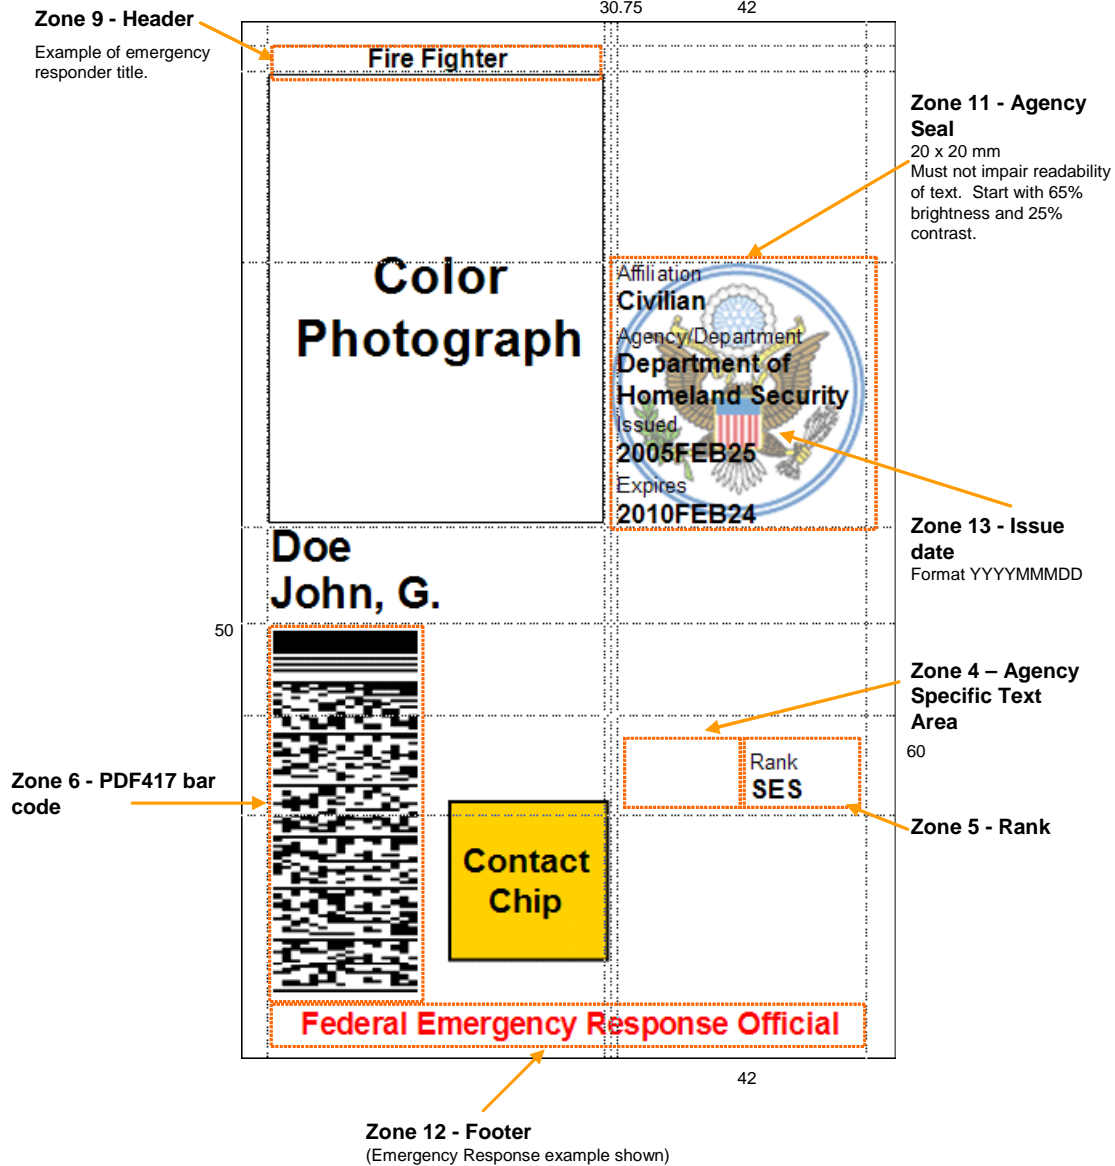 30.75
42
Zone 9 - Header
Example of emergency
responder title.
Fire Fighter
Zone 11 - Agency
Seal
20 x 20 mm
Must not impair readability
of text. Start with 65%
brightness and 25%
contrast.
Color
Photograph
Affiliation
Civilian
Agency/Department
Department of
Homeland Security
Issued
2005FEB25
Expires
2010FEB24
Zone 13 - Issue
date
Format YYYYMMMDD
Doe
John, G.
50
Zone 4 – Agency
Specific Text
Area
60
Rank
SES
Zone 6 - PDF417 bar
code
Zone 5 - Rank
Contact
Chip
Federal Emergency Response Official
42
Zone 12 - Footer
(Emergency Response example shown)